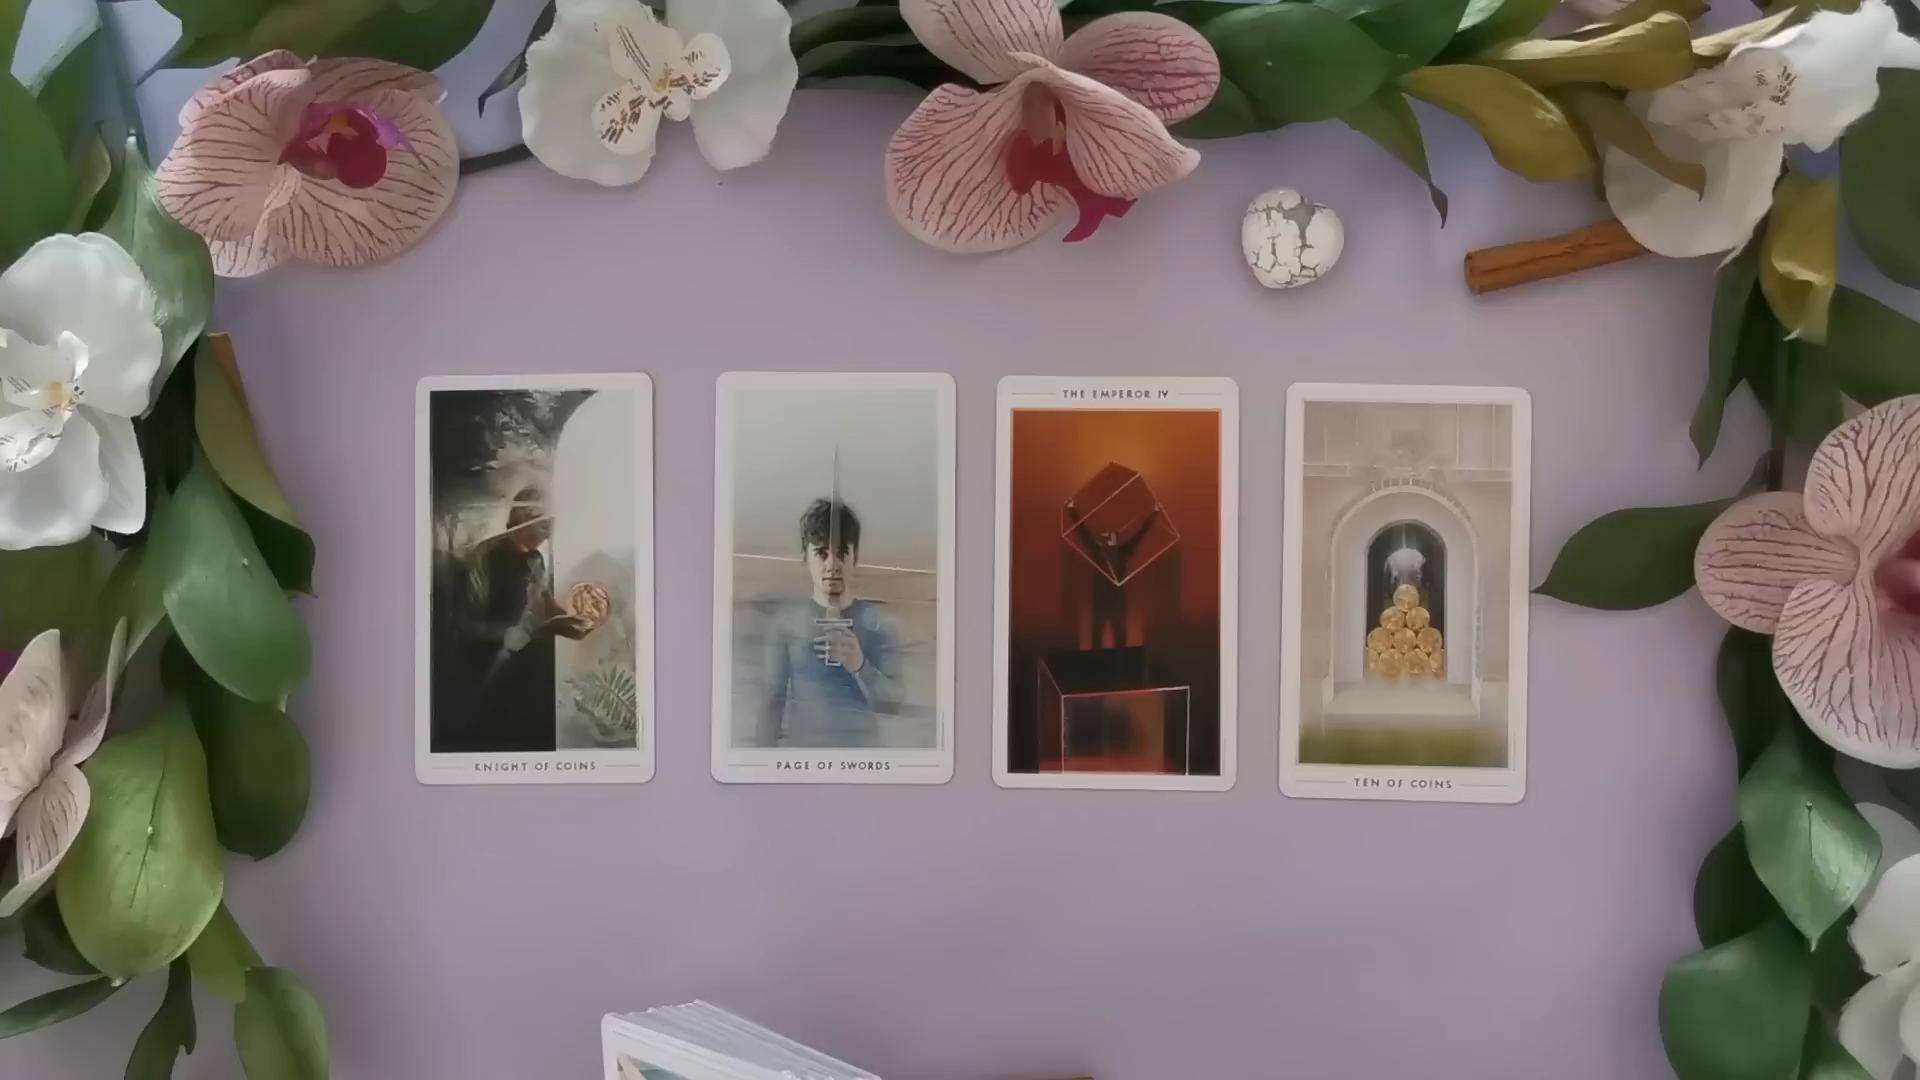 THE EMPEROR IV
KNIGHT OF COINS
PAGE OF SWORDS
TEN OF COINS